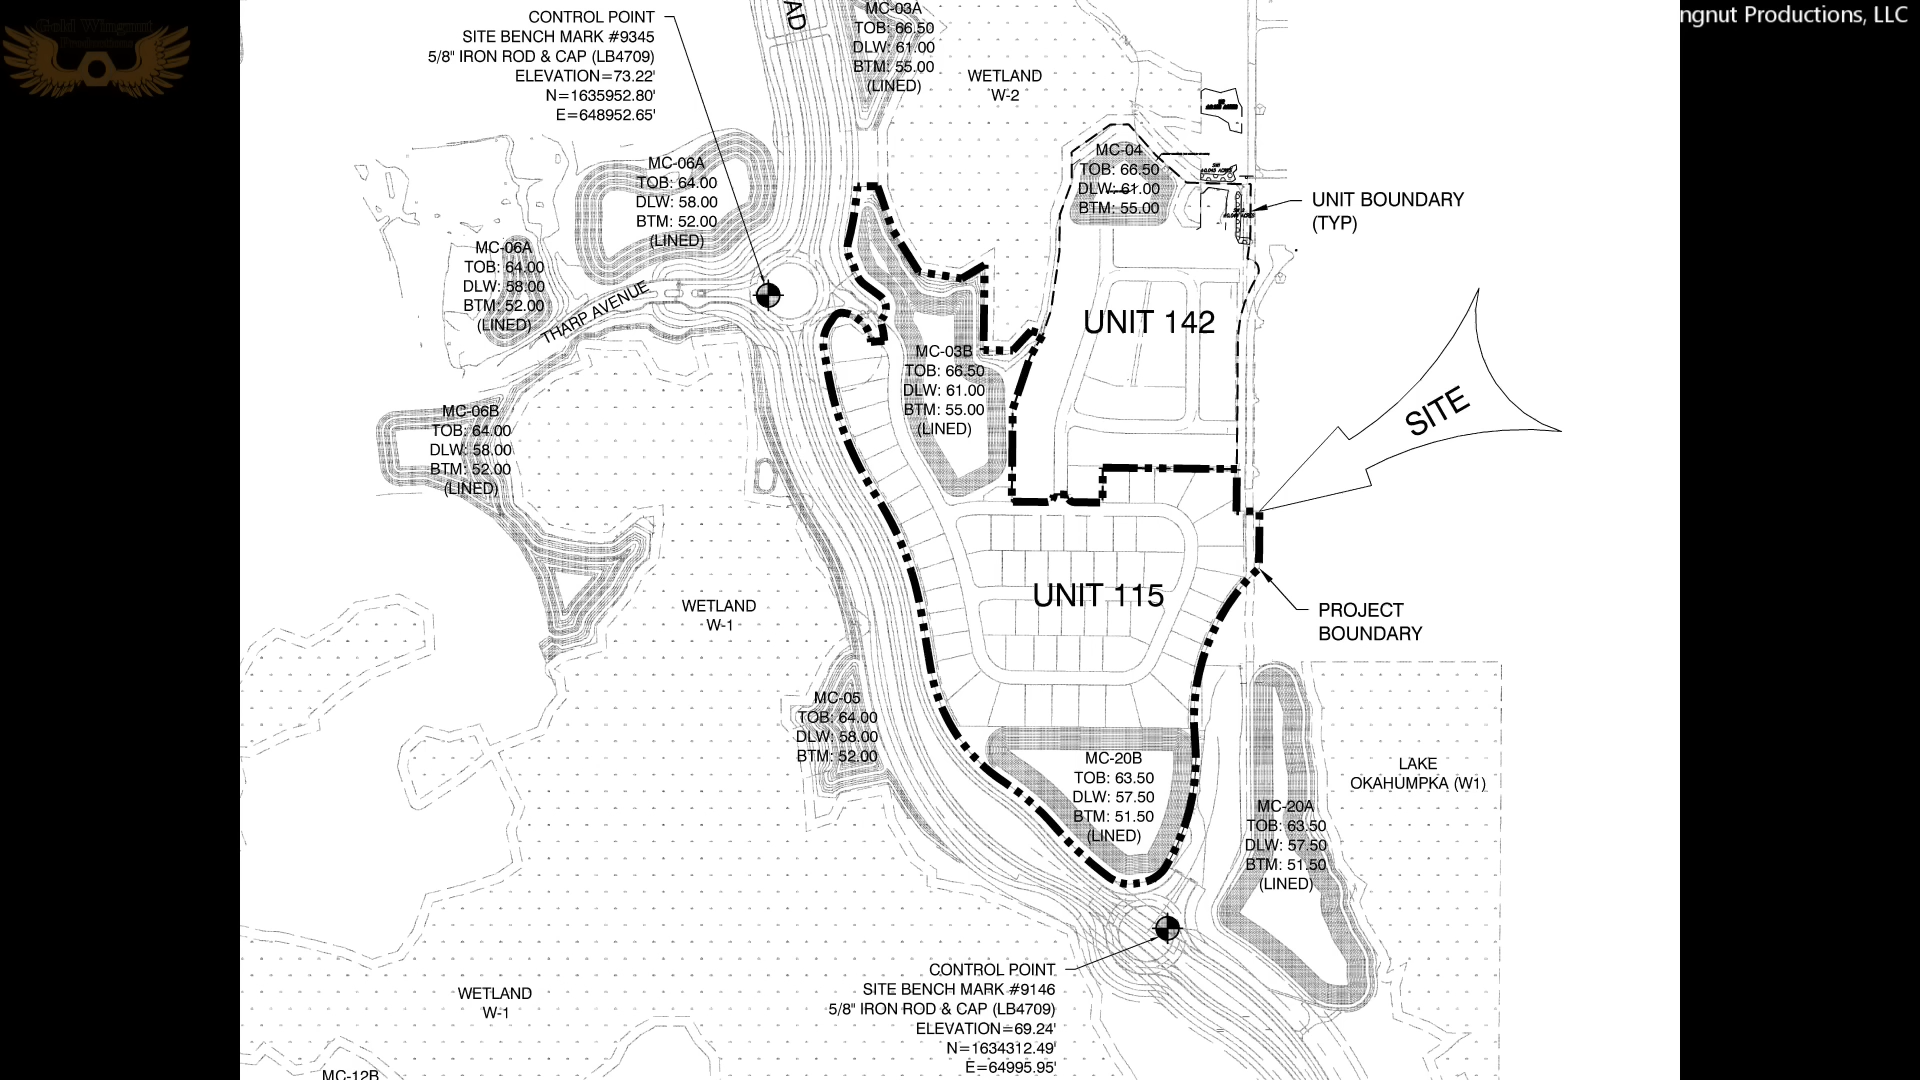 Gold Wingnut
Productions
ngnut Productions, LLC
AD
CONTROL POINT
SITE BENCH MARK #9345
5/8" IRON ROD & CAP (LB4709)
ELEVATION=73.22'
N=1635952.80'
E=648952.65'
MC-03A
TOB: 66.50
DLW: 61.00
BTM: 55.00
(LINED)
WETLAND
W-2
MC-06A
TOB: 64.00
DLW: 58.00
BTM: 52.00
(LINED)
MC-04
TOB: 66.50
DLW: 61.00
BTM: 55.00
UNIT BOUNDARY
(TYP)
MC-06A
TOB: 64.00
DLW: 58.00
BTM: 52.00
(LINED)
THARP AVENUE
UNIT 142
MC-03B
TOB: 66.50
DLW: 61.00
BTM: 55.00
(LINED)
SITE
MC-06B
TOB: 64.00
DLW: 58.00
BTM: 52.00
(LINED)
UNIT 115
WETLAND
W-1
PROJECT
BOUNDARY
MC-05
TOB: 64.00
DLW: 58.00
BTM: 52.00
MC-20B
TOB: 63.50
DLW: 57.50
BTM: 51.50
(LINED)
LAKE
OKAHUMPKA (W1)
MC-20A
TOB: 63.50
DLW: 57.50
BTM: 51.50
(LINED)
CONTROL POINT
SITE BENCH MARK #9146
5/8" IRON ROD & CAP (LB4709)
ELEVATION=69.24'
N=1634312.49'
E=64995.95'
WETLAND
W-1
MC-12B